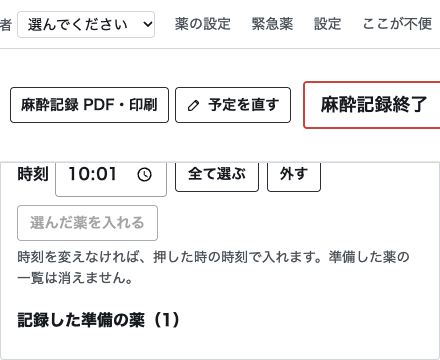 者 選んでください 薬の設定 緊急薬 設定 ここが不便
麻酔記録 PDF・印刷 予定を直す 麻酔記録終了
時刻 10:01 全て選ぶ 外す
選んだ薬を入れる
時刻を変えなければ、押した時の時刻で入れます。準備した薬の
一覧は消えません。
記録した準備の薬（1）